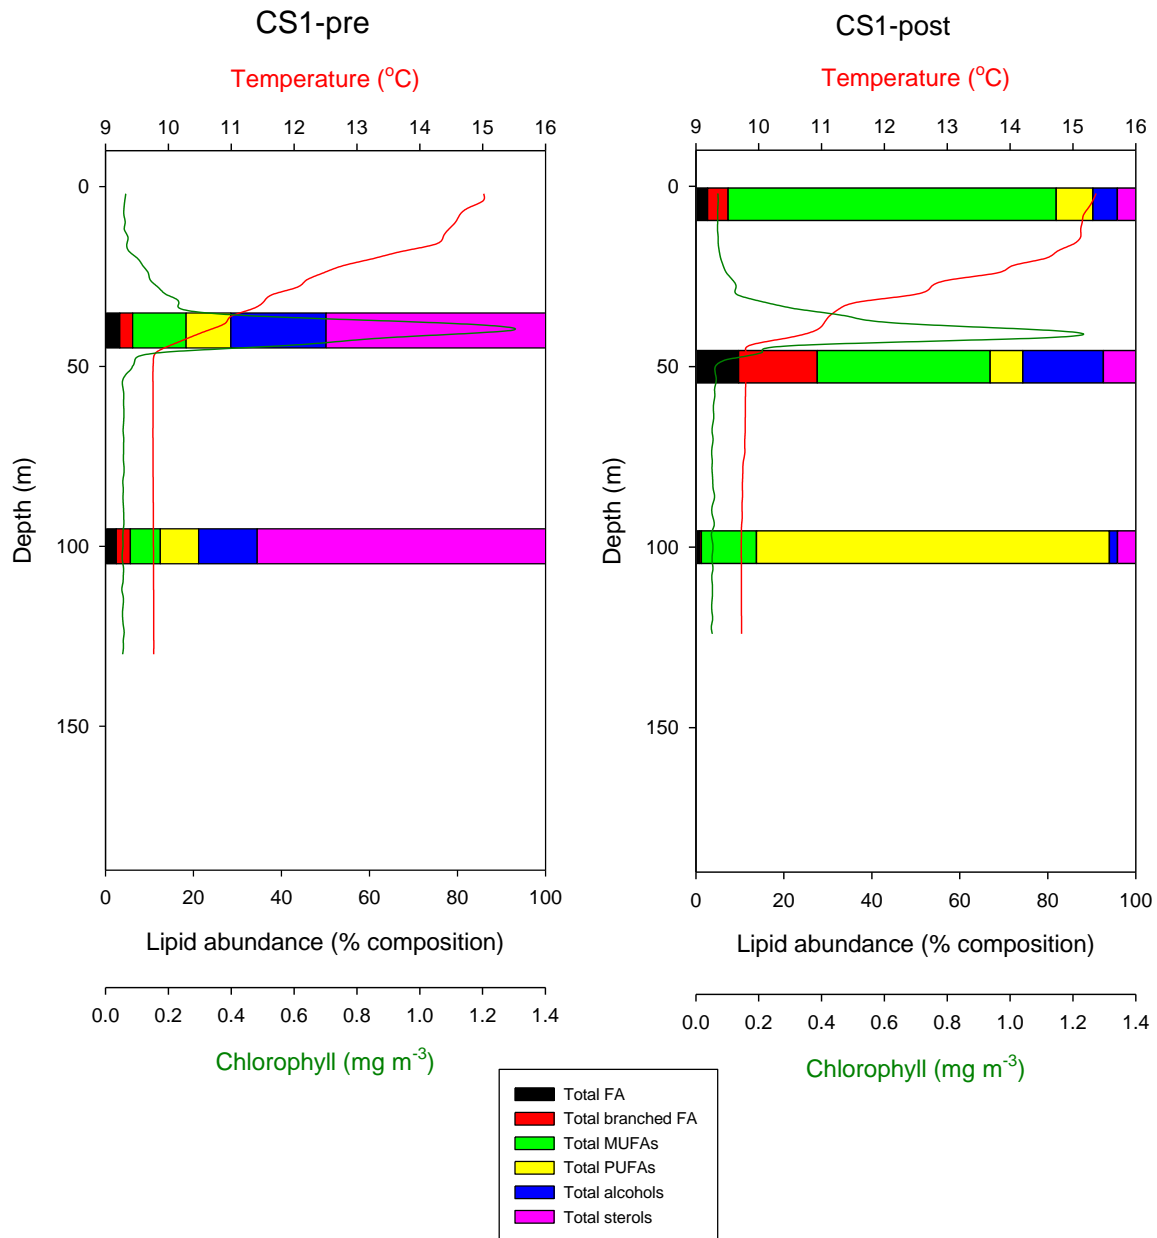 CS1-pre
Temperature (°C)
9 10 11 12 13 14 15 16
0
50
100
150
Depth (m)
0 20 40 60 80 100
Lipid abundance (% composition)
0.0 0.2 0.4 0.6 0.8 1.0 1.2 1.4
Chlorophyll (mg m⁻³)
CS1-post
Temperature (°C)
9 10 11 12 13 14 15 16
0
50
100
150
Depth (m)
0 20 40 60 80 100
Lipid abundance (% composition)
0.0 0.2 0.4 0.6 0.8 1.0 1.2 1.4
Chlorophyll (mg m⁻³)
Total FA
Total branched FA
Total MUFAs
Total PUFAs
Total alcohols
Total sterols